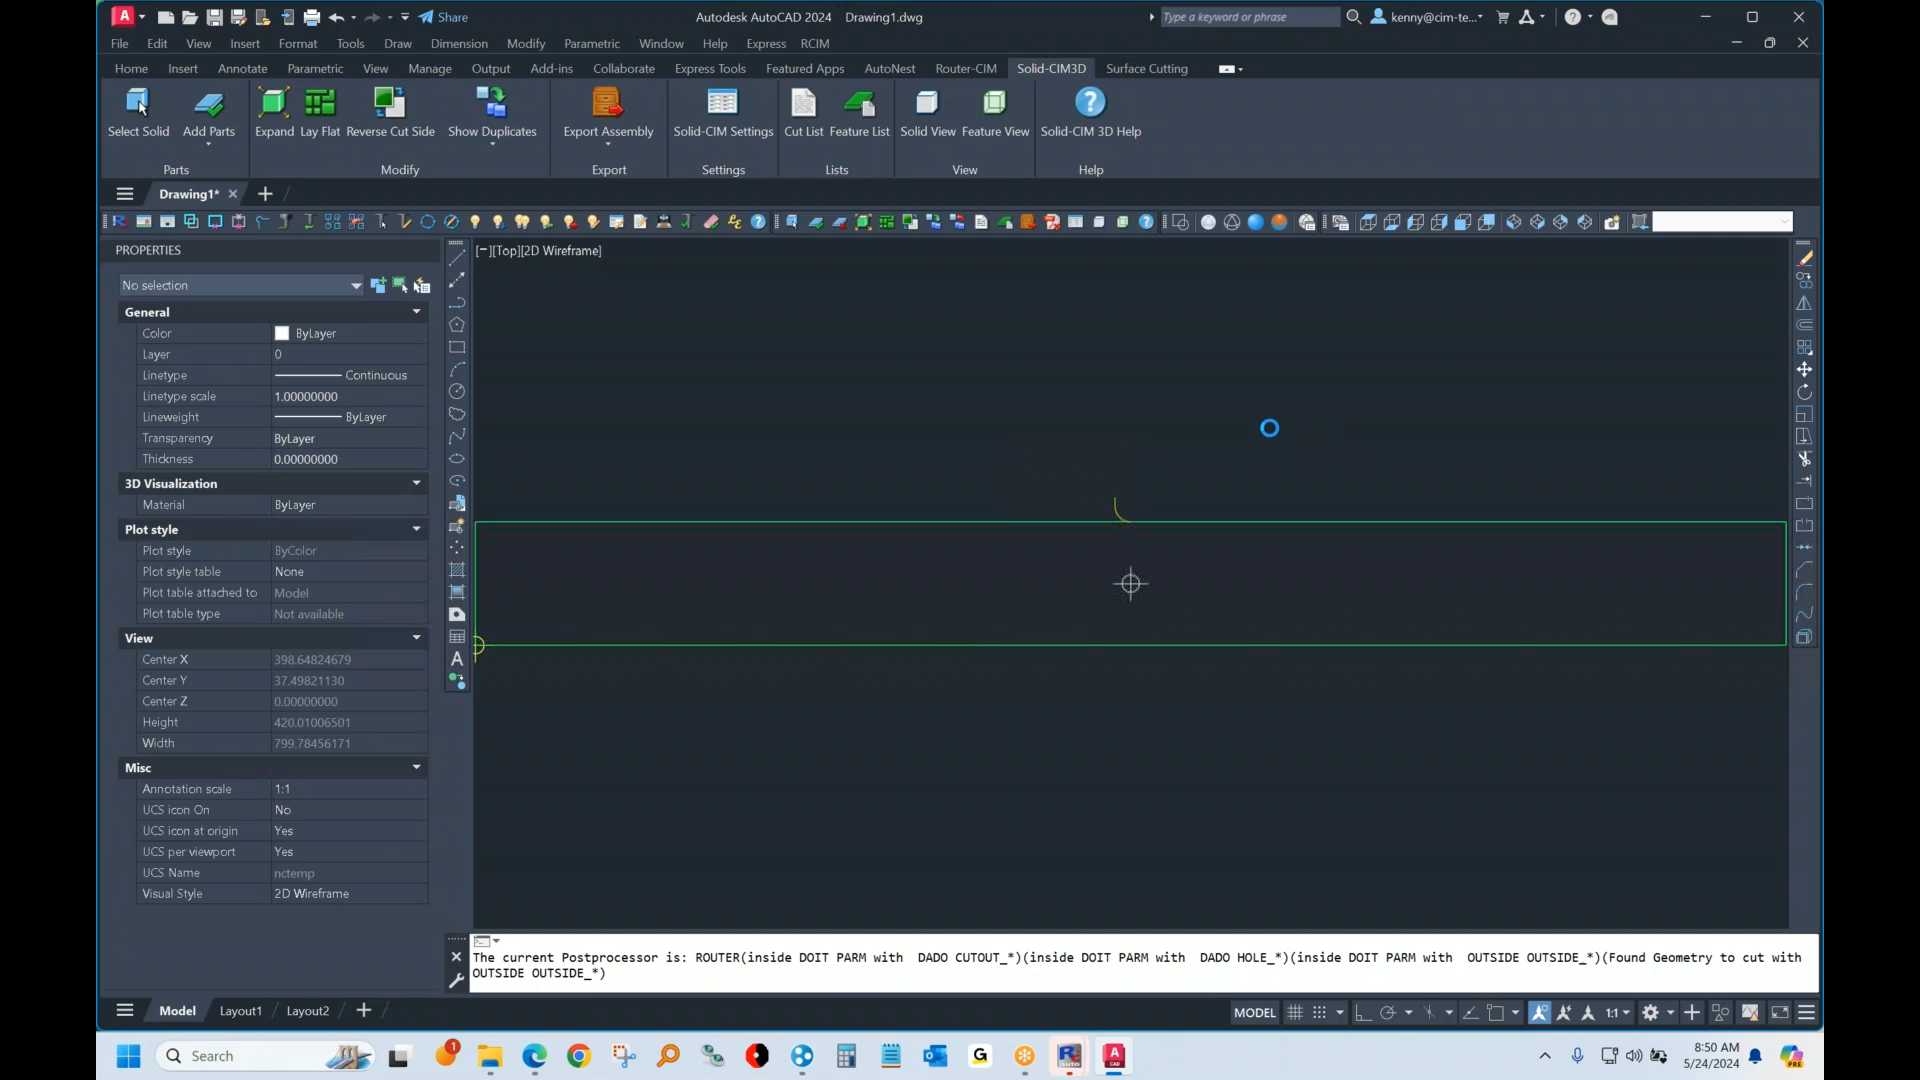 Share
Autodesk AutoCAD 2024 Drawing1.dwg
Type a keyword or phrase
kenny@cim-te...
File Edit View Insert Format Tools Draw Dimension Modify Parametric Window Help Express RCIM
Home Insert Annotate Parametric View Manage Output Add-ins Collaborate Express Tools Featured Apps AutoNest Router-CIM Solid-CIM3D Surface Cutting
Select Solid Add Parts Expand Lay Flat Reverse Cut Side Show Duplicates Export Assembly Solid-CIM Settings Cut List Feature List Solid View Feature View Solid-CIM 3D Help
Parts Modify Export Settings Lists View Help
Drawing1*
PROPERTIES
[−][Top][2D Wireframe]
No selection
General
Color ByLayer
Layer 0
Linetype Continuous
Linetype scale 1.00000000
Lineweight ByLayer
Transparency ByLayer
Thickness 0.00000000
3D Visualization
Material ByLayer
Plot style
Plot style ByColor
Plot style table None
Plot table attached to Model
Plot table type Not available
View
Center X 398.64824679
Center Y 37.49821130
Center Z 0.00000000
Height 420.01006501
Width 799.78456171
Misc
Annotation scale 1:1
UCS icon On No
UCS icon at origin Yes
UCS per viewport Yes
UCS Name nctemp
Visual Style 2D Wireframe
The current Postprocessor is: ROUTER(inside DOIT PARM with DADO CUTOUT_*)(inside DOIT PARM with DADO HOLE_*)(inside DOIT PARM with OUTSIDE OUTSIDE_*)(Found Geometry to cut with
OUTSIDE OUTSIDE_*)
Model Layout1 Layout2
MODEL 1:1
Search
1
8:50 AM
5/24/2024